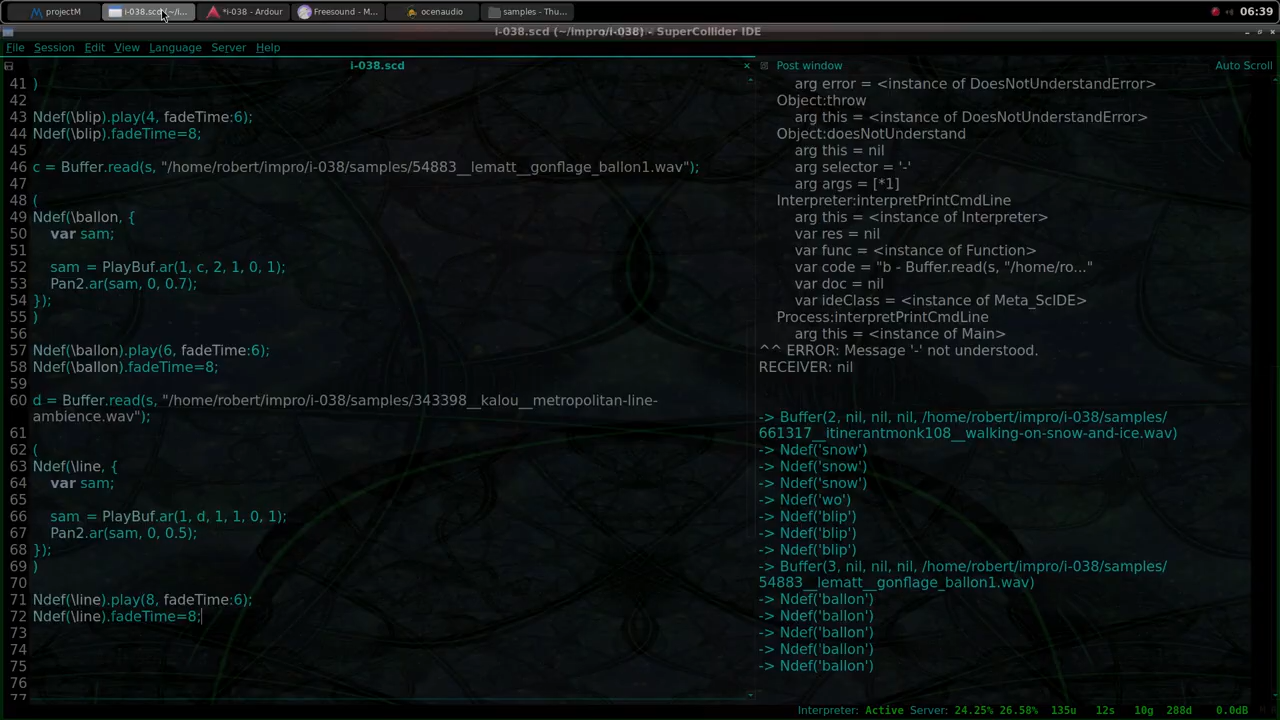 projectM
i-038.scd (~/i...
*i-038 - Ardour
Freesound - M...
ocenaudio
samples - Thu...
06:39
i-038.scd (~/impro/i-038) - SuperCollider IDE
File Session Edit View Language Server Help
i-038.scd
41 )
42
43 Ndef(\blip).play(4, fadeTime:6);
44 Ndef(\blip).fadeTime=8;
45
46 c = Buffer.read(s, "/home/robert/impro/i-038/samples/54883__lematt__gonflage_ballon1.wav");
47
48 (
49 Ndef(\ballon, {
50 var sam;
51
52 sam = PlayBuf.ar(1, c, 2, 1, 0, 1);
53 Pan2.ar(sam, 0, 0.7);
54 });
55 )
56
57 Ndef(\ballon).play(6, fadeTime:6);
58 Ndef(\ballon).fadeTime=8;
59
60 d = Buffer.read(s, "/home/robert/impro/i-038/samples/343398__kalou__metropolitan-line-
ambience.wav");
61
62 (
63 Ndef(\line, {
64 var sam;
65
66 sam = PlayBuf.ar(1, d, 1, 1, 0, 1);
67 Pan2.ar(sam, 0, 0.5);
68 });
69 )
70
71 Ndef(\line).play(8, fadeTime:6);
72 Ndef(\line).fadeTime=8;
73
74
75
76
77
Post window
Auto Scroll
arg error = <instance of DoesNotUnderstandError>
Object:throw
arg this = <instance of DoesNotUnderstandError>
Object:doesNotUnderstand
arg this = nil
arg selector = '-'
arg args = [*1]
Interpreter:interpretPrintCmdLine
arg this = <instance of Interpreter>
var res = nil
var func = <instance of Function>
var code = "b - Buffer.read(s, "/home/ro..."
var doc = nil
var ideClass = <instance of Meta_ScIDE>
Process:interpretPrintCmdLine
arg this = <instance of Main>
^^ ERROR: Message '-' not understood.
RECEIVER: nil
-> Buffer(2, nil, nil, nil, /home/robert/impro/i-038/samples/
661317__itinerantmonk108__walking-on-snow-and-ice.wav)
-> Ndef('snow')
-> Ndef('snow')
-> Ndef('snow')
-> Ndef('wo')
-> Ndef('blip')
-> Ndef('blip')
-> Ndef('blip')
-> Buffer(3, nil, nil, nil, /home/robert/impro/i-038/samples/
54883__lematt__gonflage_ballon1.wav)
-> Ndef('ballon')
-> Ndef('ballon')
-> Ndef('ballon')
-> Ndef('ballon')
-> Ndef('ballon')
Interpreter: Active Server: 24.25% 26.58% 135u 12s 10g 288d 0.0dB